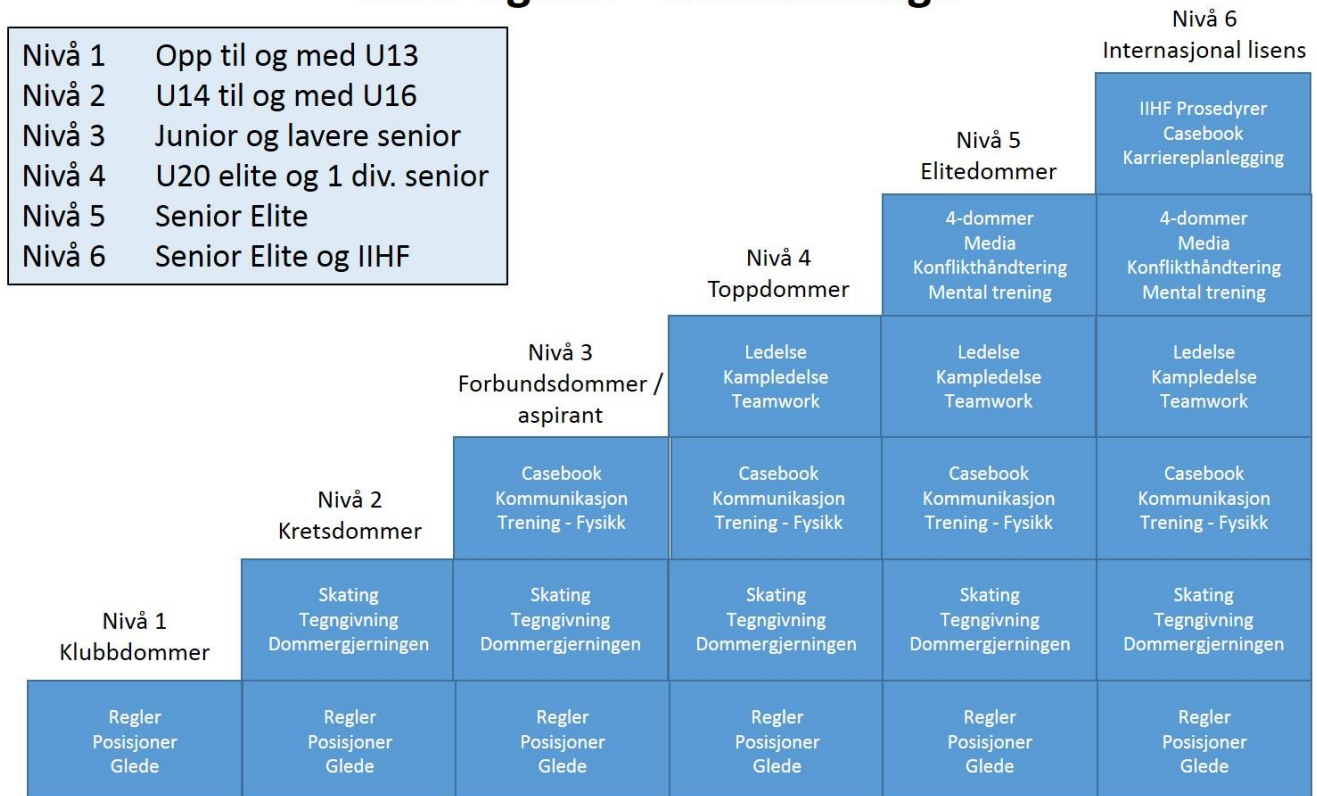 Nivå 1 Opp til og med U13
Nivå 2 U14 til og med U16
Nivå 3 Junior og lavere senior
Nivå 4 U20 elite og 1 div. senior
Nivå 5 Senior Elite
Nivå 6 Senior Elite og IIHF
Nivå 6
Internasjonal lisens
IIHF Prosedyrer
Casebook
Karriereplanlegging
Nivå 5
Elitedommer
4-dommer
Media
Konflikthåndtering
Mental trening
4-dommer
Media
Konflikthåndtering
Mental trening
Nivå 4
Toppdommer
Ledelse
Kampledelse
Teamwork
Ledelse
Kampledelse
Teamwork
Ledelse
Kampledelse
Teamwork
Nivå 3
Forbundsdommer /
aspirant
Casebook
Kommunikasjon
Trening - Fysikk
Casebook
Kommunikasjon
Trening - Fysikk
Casebook
Kommunikasjon
Trening - Fysikk
Casebook
Kommunikasjon
Trening - Fysikk
Nivå 2
Kretsdommer
Skating
Tegngivning
Dommergjerningen
Skating
Tegngivning
Dommergjerningen
Skating
Tegngivning
Dommergjerningen
Skating
Tegngivning
Dommergjerningen
Skating
Tegngivning
Dommergjerningen
Nivå 1
Klubbdommer
Regler
Posisjoner
Glede
Regler
Posisjoner
Glede
Regler
Posisjoner
Glede
Regler
Posisjoner
Glede
Regler
Posisjoner
Glede
Regler
Posisjoner
Glede